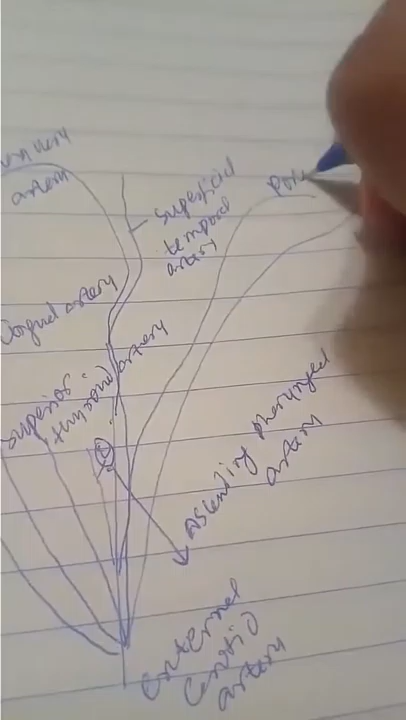 artery
Superficial
temporal
artery
Lingual artery
Superior
thyroid artery
Ascending pharyngeal
artery
External
Carotid
artery